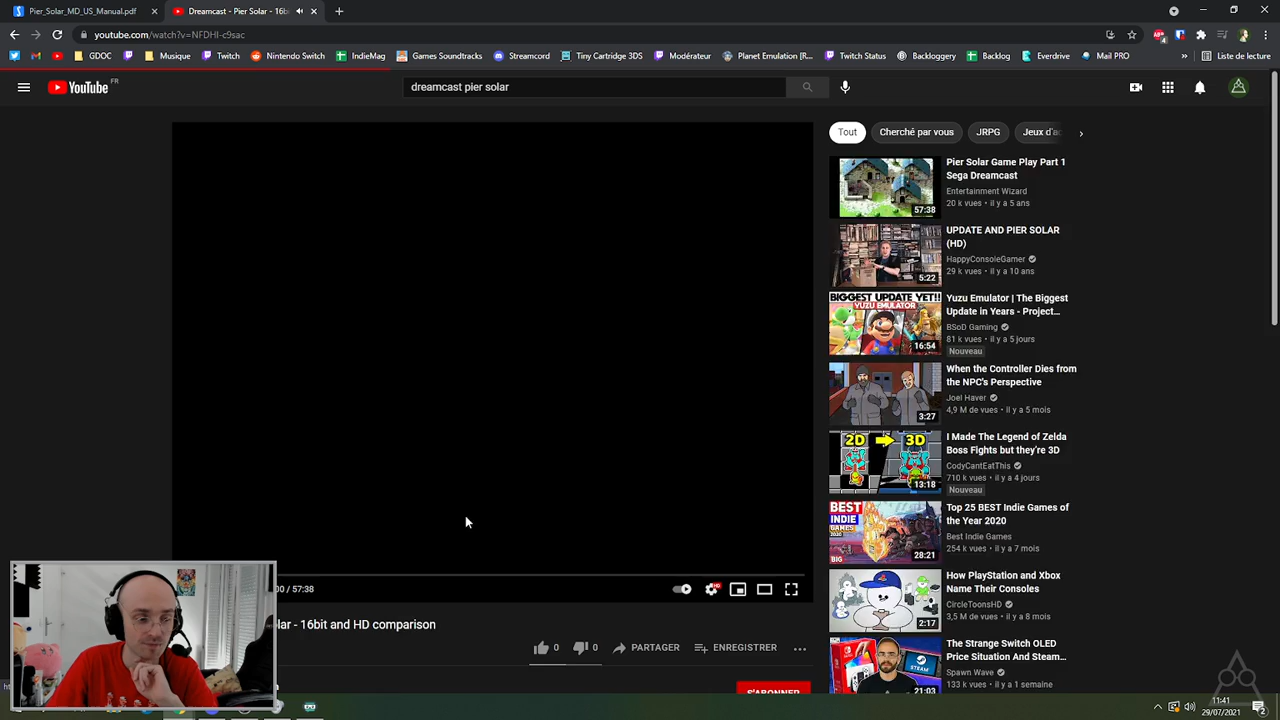 Pier_Solar_MD_US_Manual.pdf
Dreamcast - Pier Solar - 16bi
youtube.com/watch?v=NFDHI-c9sac
GDOC
Musique
Twitch
Nintendo Switch
IndieMag
Games Soundtracks
Streamcord
Tiny Cartridge 3DS
Modérateur
Planet Emulation [R...
Twitch Status
Backloggery
Backlog
Everdrive
Mail PRO
»
Liste de lecture
YouTube FR
dreamcast pier solar
Tout
Cherché par vous
JRPG
Jeux d'ac
57:38
Pier Solar Game Play Part 1
Sega Dreamcast
Entertainment Wizard
20 k vues • il y a 5 ans
5:22
UPDATE AND PIER SOLAR
(HD)
HappyConsoleGamer
29 k vues • il y a 10 ans
BIGGEST UPDATE YET!!
YUZU EMULATOR
16:54
Yuzu Emulator | The Biggest
Update in Years - Project...
BSoD Gaming
81 k vues • il y a 5 jours
Nouveau
3:27
When the Controller Dies from
the NPC's Perspective
Joel Haver
4,9 M de vues • il y a 5 mois
2D
3D
13:18
I Made The Legend of Zelda
Boss Fights but they're 3D
CodyCantEatThis
710 k vues • il y a 4 jours
Nouveau
BEST
INDIE
GAMES
2020
BIG
28:21
Top 25 BEST Indie Games of
the Year 2020
Best Indie Games
254 k vues • il y a 7 mois
2:17
How PlayStation and Xbox
Name Their Consoles
CircleToonsHD
3,5 M de vues • il y a 8 mois
STEAM
21:03
The Strange Switch OLED
Price Situation And Steam...
Spawn Wave
133 k vues • il y a 1 semaine
00 / 57:38
HD
lar - 16bit and HD comparison
0
0
PARTAGER
ENREGISTRER
S'ABONNER
11:41
29/07/2021